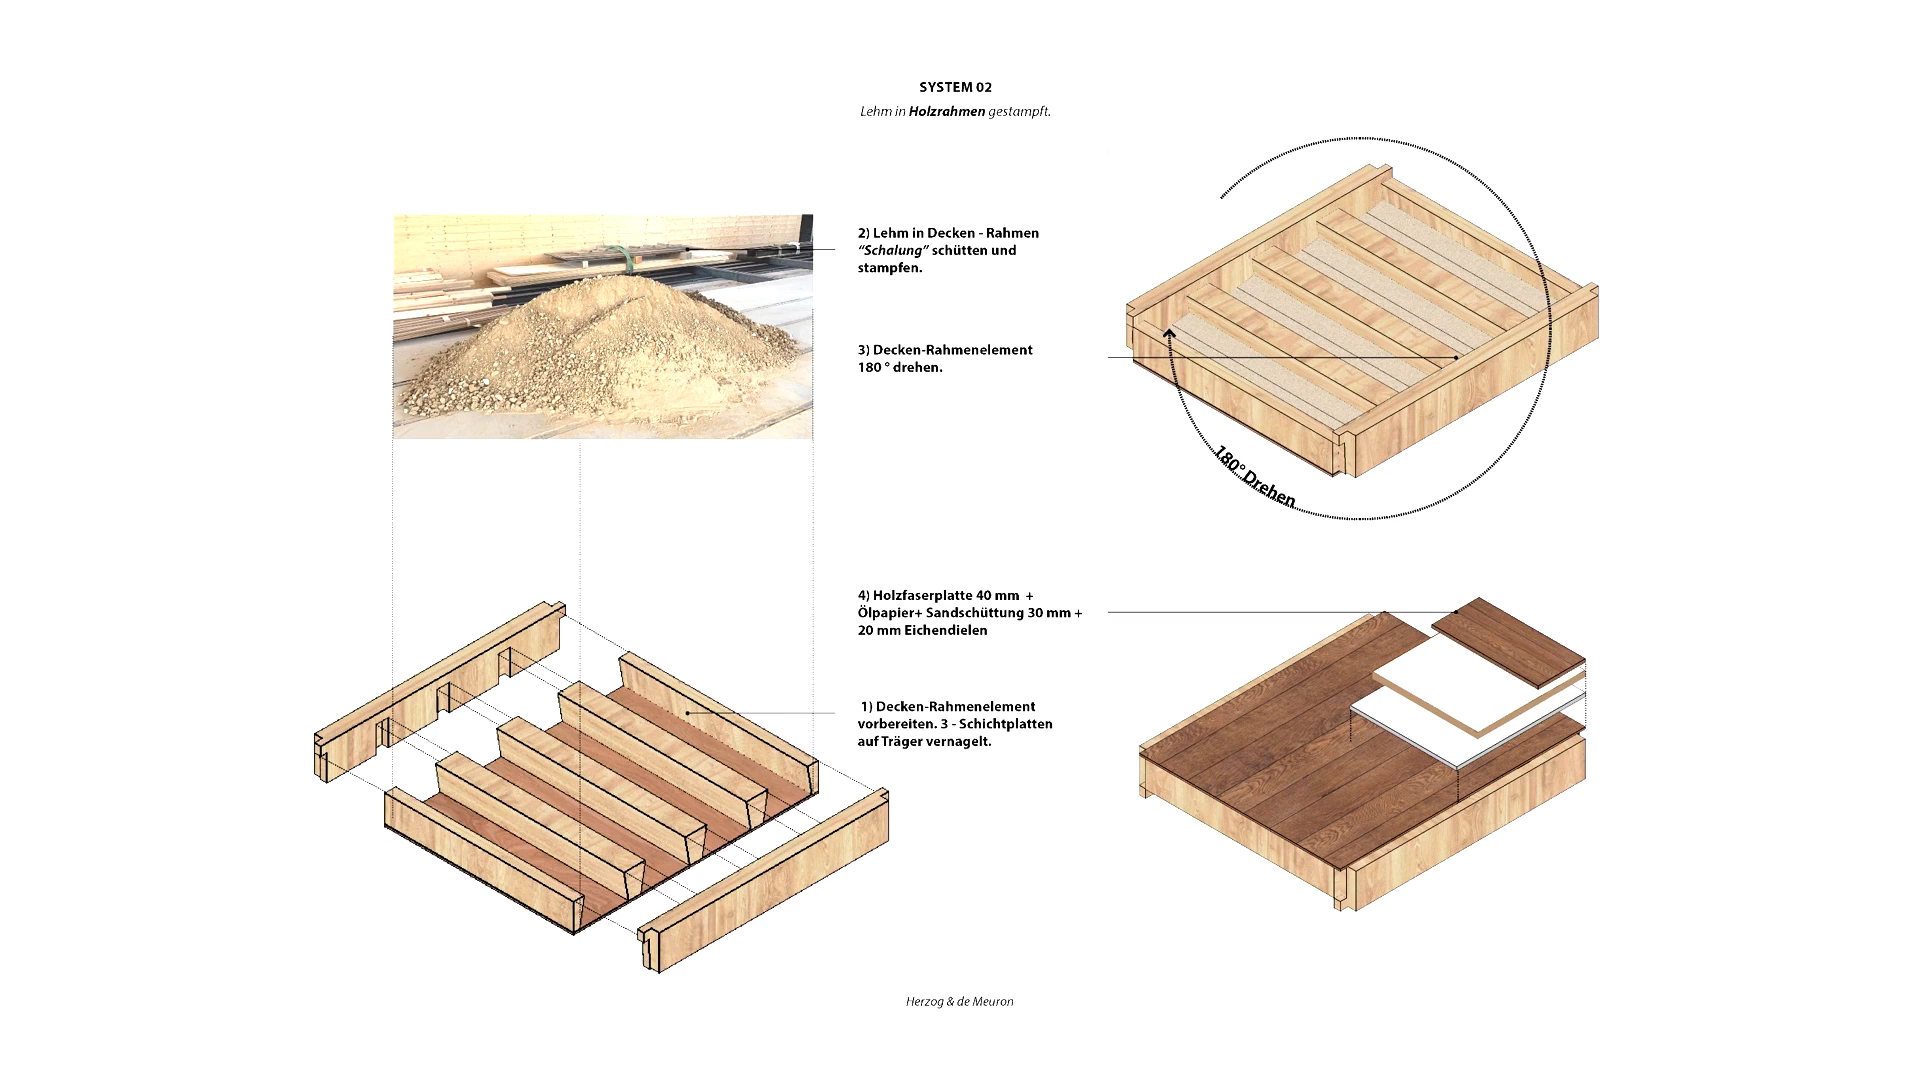 SYSTEM 02
Lehm in Holzrahmen gestampft.
2) Lehm in Decken - Rahmen
“Schalung” schütten und
stampfen.
3) Decken-Rahmenelement
180 ° drehen.
180° Drehen
4) Holzfaserplatte 40 mm +
Ölpapier+ Sandschüttung 30 mm +
20 mm Eichendielen
1) Decken-Rahmenelement
vorbereiten. 3 - Schichtplatten
auf Träger vernagelt.
Herzog & de Meuron